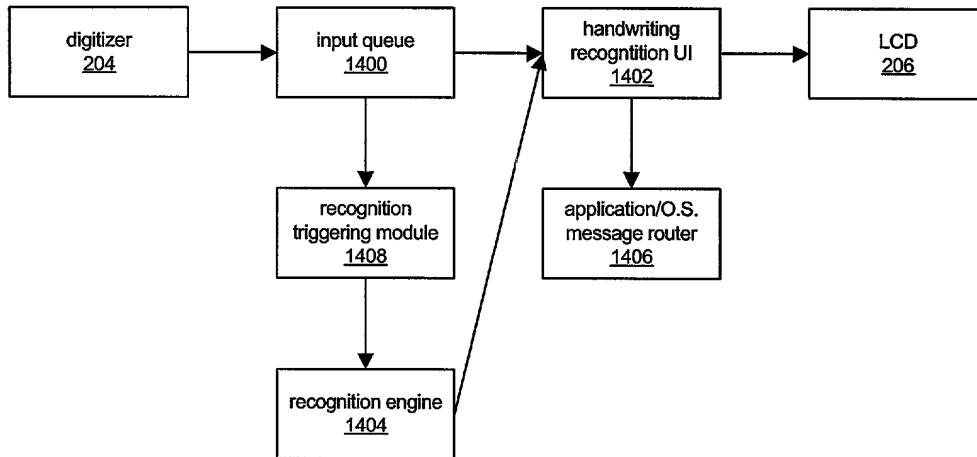 digitizer
204
input queue
1400
handwriting
recogntition UI
1402
LCD
206
recognition
triggering module
1408
application/O.S.
message router
1406
recognition engine
1404